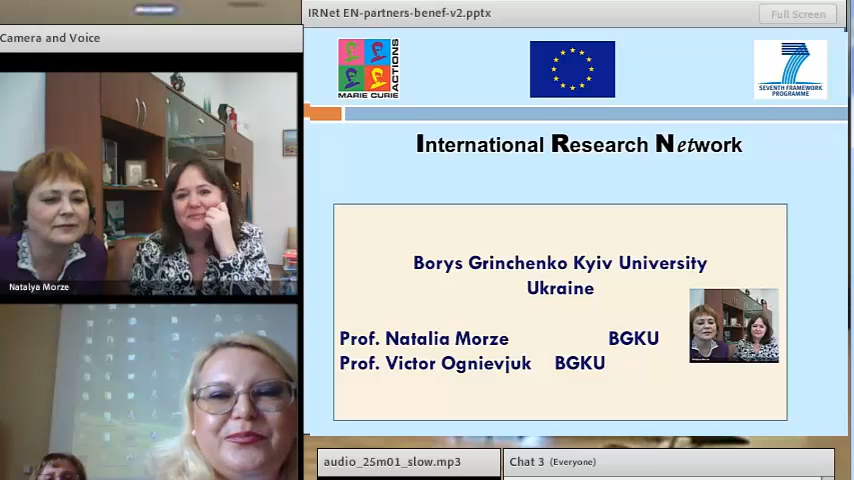 IRNet EN-partners-benef-v2.pptx
Full Screen
Camera and Voice
MARIE CURIE
ACTIONS
SEVENTH FRAMEWORK
PROGRAMME
International Research Network
Borys Grinchenko Kyiv University
Ukraine
Prof. Natalia Morze BGKU
Prof. Victor Ognievjuk BGKU
Natalya Morze
audio_25m01_slow.mp3
Chat 3 (Everyone)